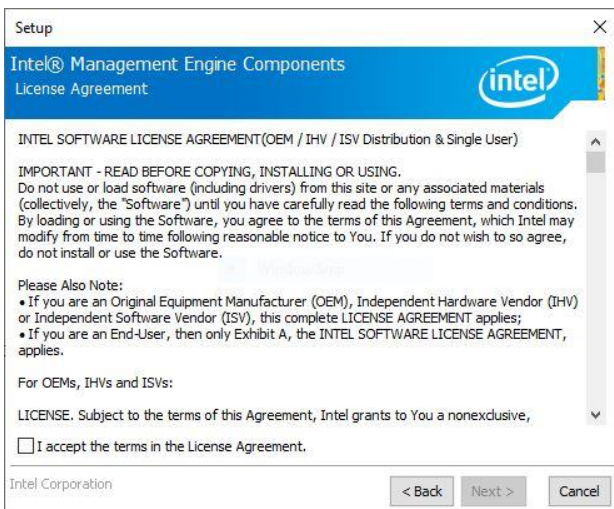 Setup
Intel® Management Engine Components
License Agreement
intel
INTEL SOFTWARE LICENSE AGREEMENT(OEM / IHV / ISV Distribution & Single User)
IMPORTANT - READ BEFORE COPYING, INSTALLING OR USING.
Do not use or load software (including drivers) from this site or any associated materials
(collectively, the "Software") until you have carefully read the following terms and conditions.
By loading or using the Software, you agree to the terms of this Agreement, which Intel may
modify from time to time following reasonable notice to You. If you do not wish to so agree,
do not install or use the Software.
Please Also Note:
• If you are an Original Equipment Manufacturer (OEM), Independent Hardware Vendor (IHV)
or Independent Software Vendor (ISV), this complete LICENSE AGREEMENT applies;
• If you are an End-User, then only Exhibit A, the INTEL SOFTWARE LICENSE AGREEMENT,
applies.
For OEMs, IHVs and ISVs:
LICENSE. Subject to the terms of this Agreement, Intel grants to You a nonexclusive,
I accept the terms in the License Agreement.
Intel Corporation
< Back Next > Cancel